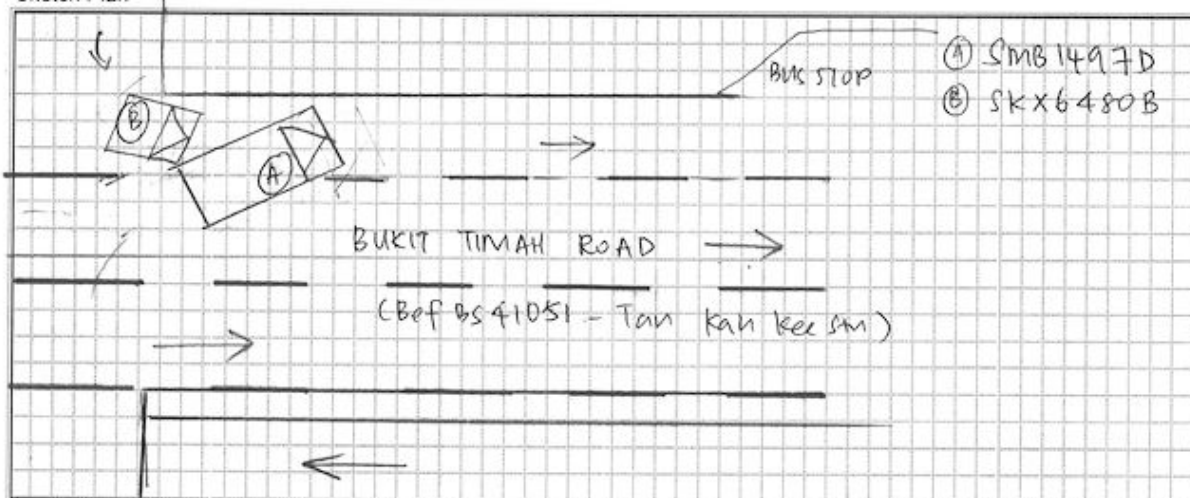 Sketch Plan
BUS STOP
Ⓐ SMB1497D
Ⓑ SKX6480B
Ⓑ
Ⓐ
BUKIT TIMAH ROAD
(Bef BS41051 - Tan Kah Kee Stn)